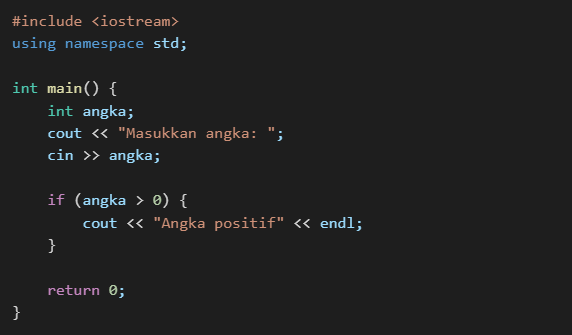 #include <iostream>
using namespace std;

int main() {
    int angka;
    cout << "Masukkan angka: ";
    cin >> angka;

    if (angka > 0) {
        cout << "Angka positif" << endl;
    }

    return 0;
}